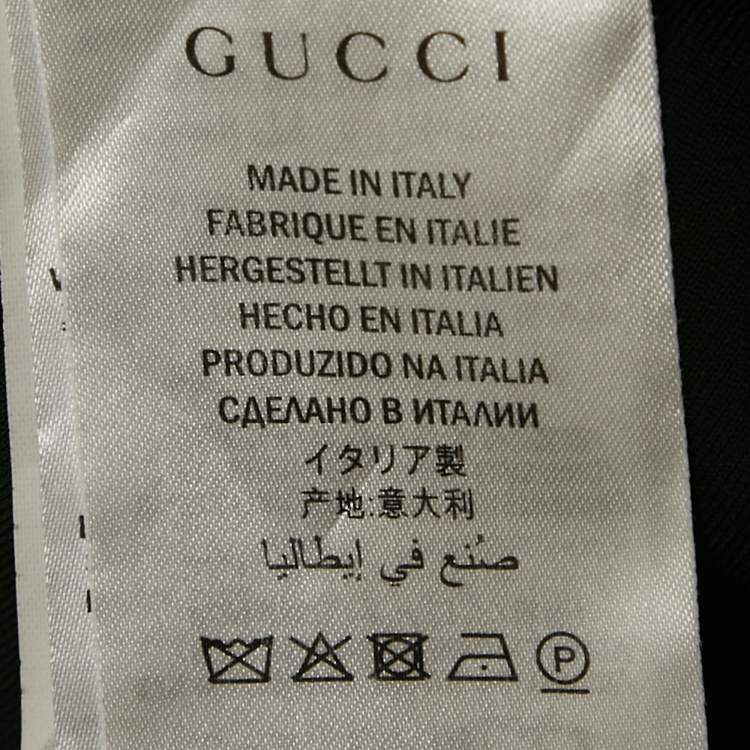 GUCCI
MADE IN ITALY
FABRIQUE EN ITALIE
HERGESTELLT IN ITALIEN
HECHO EN ITALIA
PRODUZIDO NA ITALIA
СДЕЛАНО В ИТАЛИИ
イタリア製
产地:意大利
صُنع في إيطاليا
P